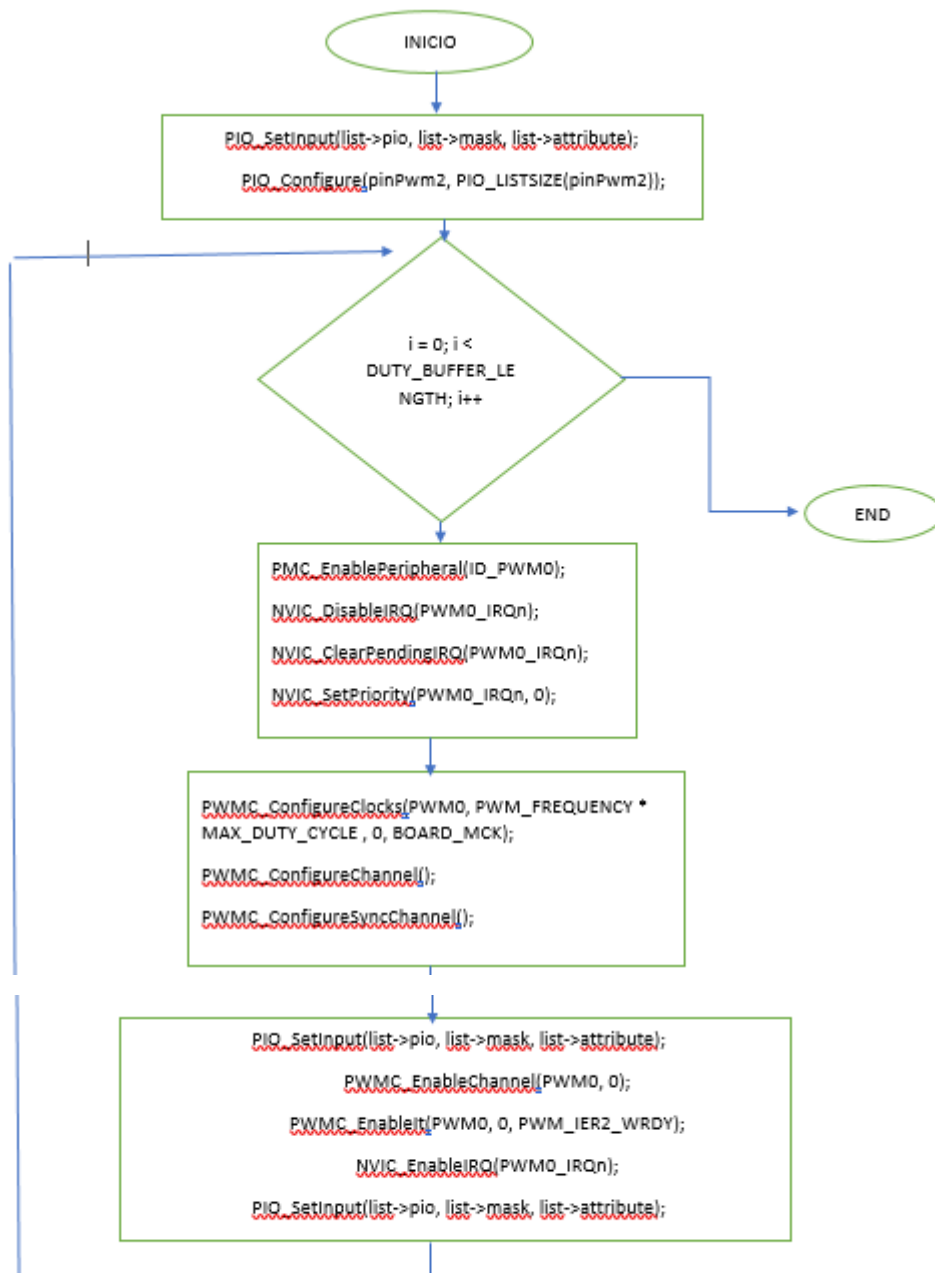 INICIO
PIO_SetInput(list->pio, list->mask, list->attribute);
PIO_Configure(pinPwm2, PIO_LISTSIZE(pinPwm2));
i = 0; i <
DUTY_BUFFER_LE
NGTH; i++
END
PMC_EnablePeripheral(ID_PWM0);
NVIC_DisableIRQ(PWM0_IRQn);
NVIC_ClearPendingIRQ(PWM0_IRQn);
NVIC_SetPriority(PWM0_IRQn, 0);
PWMC_ConfigureClocks(PWM0, PWM_FREQUENCY *
MAX_DUTY_CYCLE , 0, BOARD_MCK);
PWMC_ConfigureChannel();
PWMC_ConfigureSyncChannel();
PIO_SetInput(list->pio, list->mask, list->attribute);
PWMC_EnableChannel(PWM0, 0);
PWMC_EnableIt(PWM0, 0, PWM_IER2_WRDY);
NVIC_EnableIRQ(PWM0_IRQn);
PIO_SetInput(list->pio, list->mask, list->attribute);